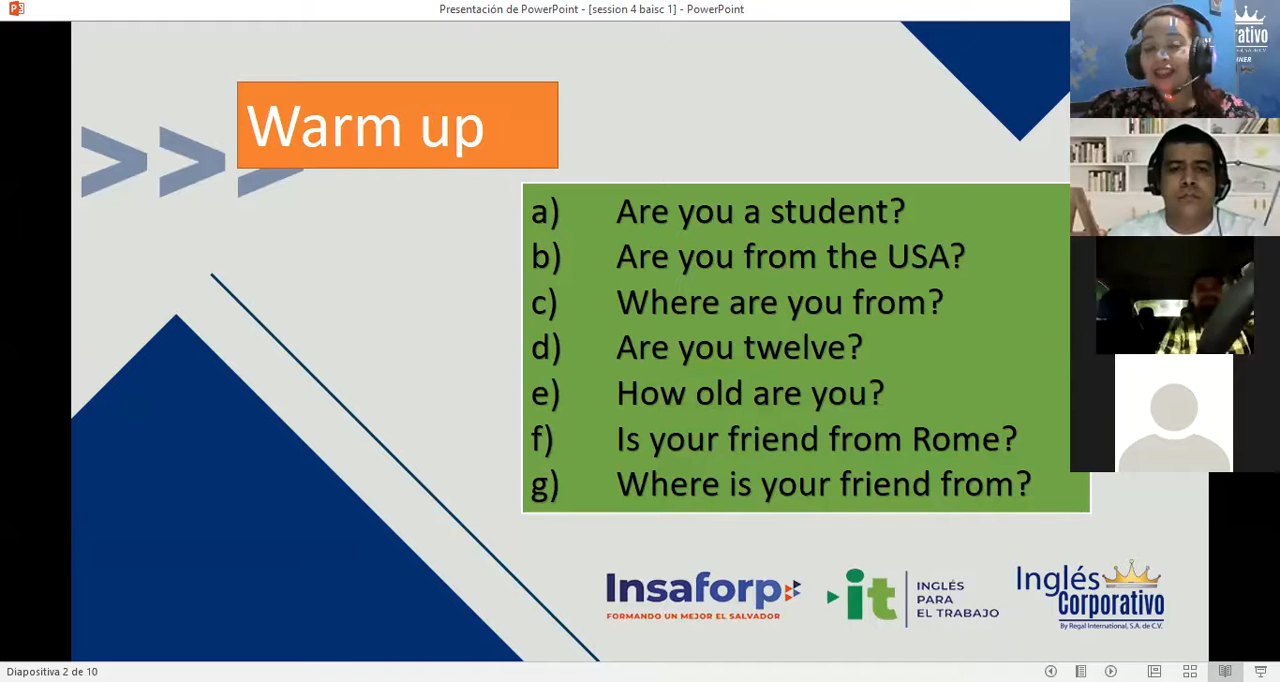 Presentación de PowerPoint - [session 4 baisc 1] - PowerPoint
Warm up
a) Are you a student?
b) Are you from the USA?
c) Where are you from?
d) Are you twelve?
e) How old are you?
f) Is your friend from Rome?
g) Where is your friend from?
Insaforp
FORMANDO UN MEJOR EL SALVADOR
it
INGLÉS
PARA
EL TRABAJO
Inglés
Corporativo
By Regal International, S.A. de C.V.
Diapositiva 2 de 10